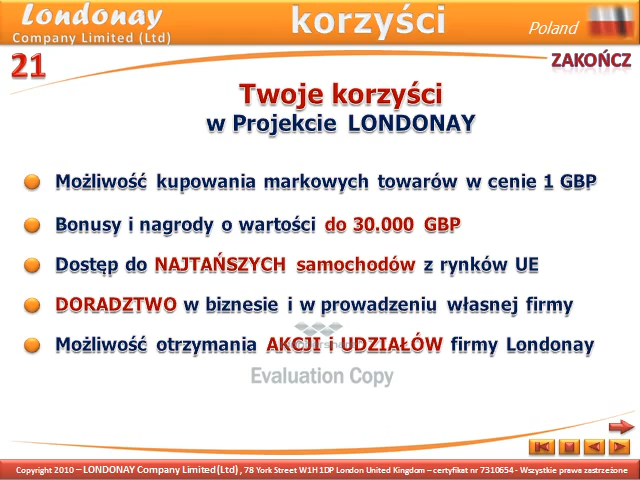 Londonay
Company Limited (Ltd)
korzyści
Poland
21
ZAKOŃCZ
Twoje korzyści
w Projekcie LONDONAY
Możliwość kupowania markowych towarów w cenie 1 GBP
Bonusy i nagrody o wartości do 30.000 GBP
Dostęp do NAJTAŃSZYCH samochodów z rynków UE
DORADZTWO w biznesie i w prowadzeniu własnej firmy
Możliwość otrzymania AKCJI i UDZIAŁÓW firmy Londonay
Evaluation Copy
Copyright 2010 – LONDONAY Company Limited (Ltd) , 78 York Street W1H 1DP London United Kingdom – certyfikat nr 7310654 - Wszystkie prawa zastrzeżone